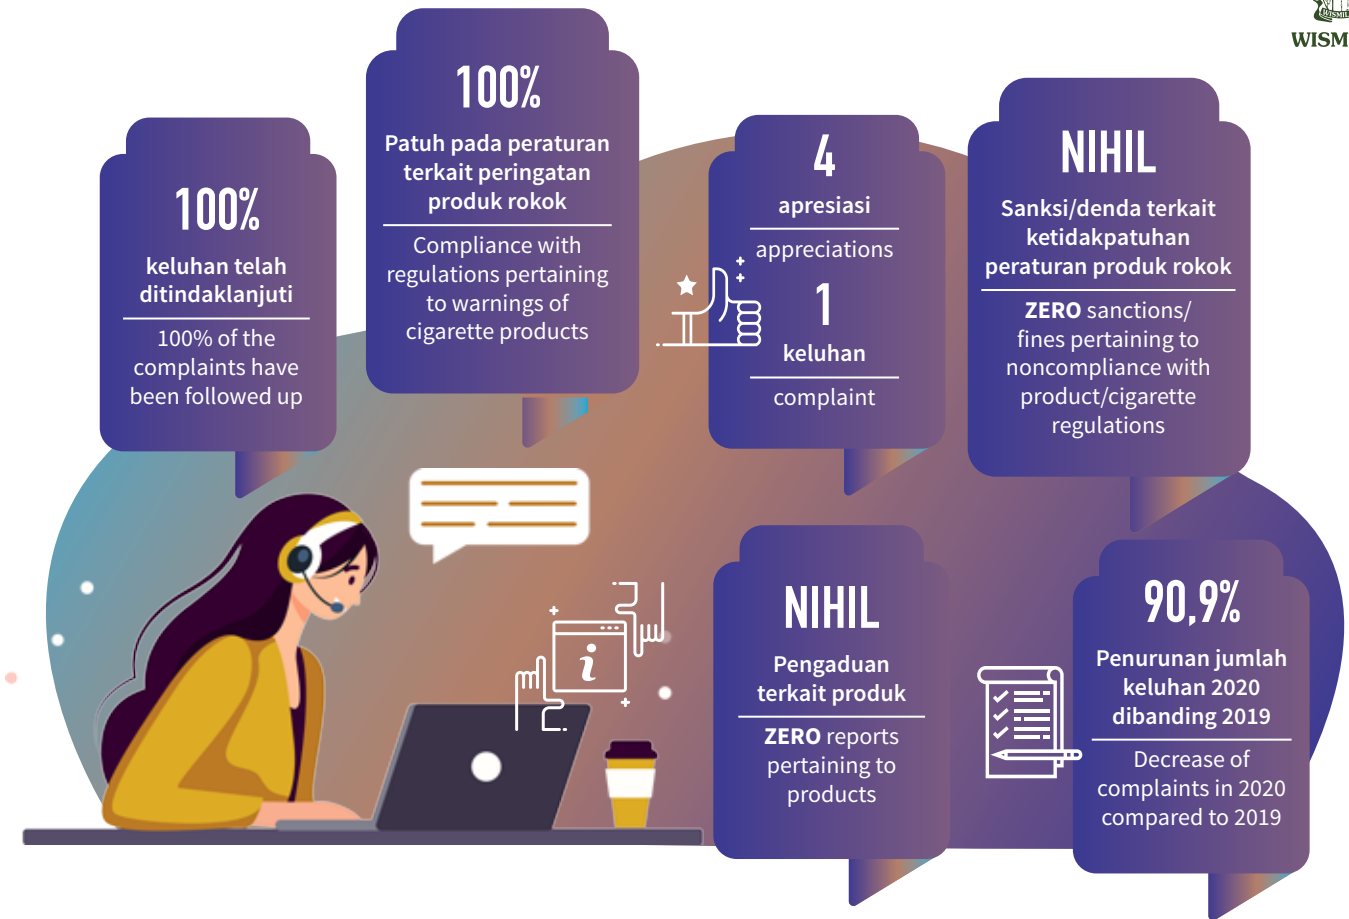 WISMIL
WISM
100%
keluhan telah
ditindaklanjuti
100% of the
complaints have
been followed up
100%
Patuh pada peraturan
terkait peringatan
produk rokok
Compliance with
regulations pertaining
to warnings of
cigarette products
4
apresiasi
appreciations
1
keluhan
complaint
NIHIL
Sanksi/denda terkait
ketidakpatuhan
peraturan produk rokok
ZERO sanctions/
fines pertaining to
noncompliance with
product/cigarette
regulations
i
NIHIL
Pengaduan
terkait produk
ZERO reports
pertaining to
products
90,9%
Penurunan jumlah
keluhan 2020
dibanding 2019
Decrease of
complaints in 2020
compared to 2019